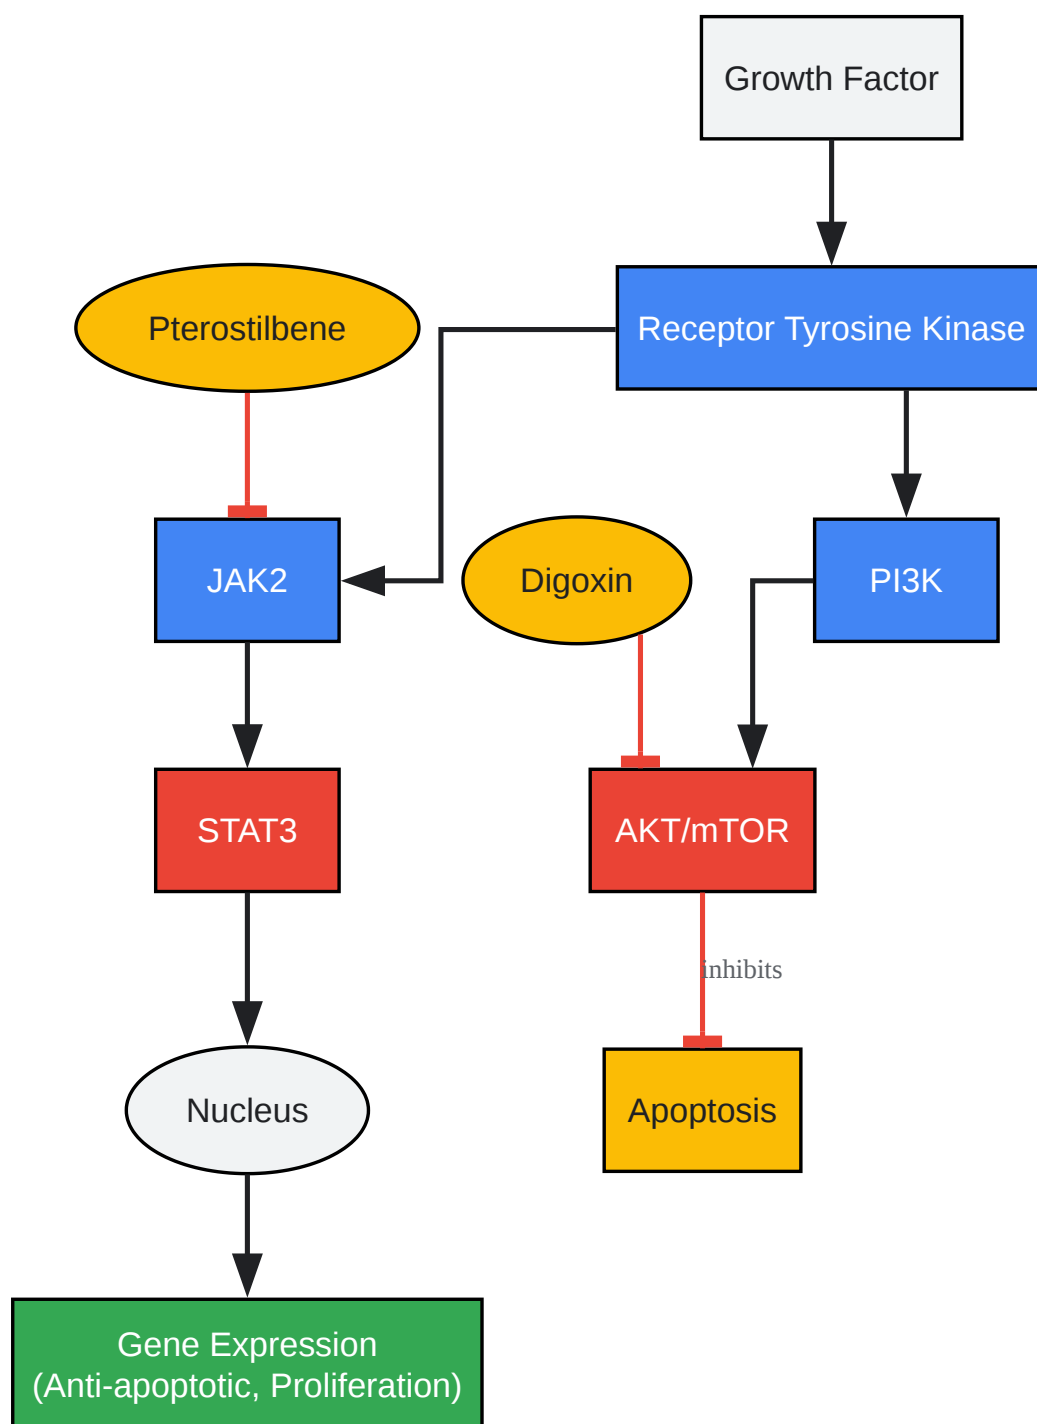 Growth Factor
Pterostilbene
Receptor Tyrosine Kinase
JAK2
Digoxin
PI3K
STAT3
AKT/mTOR
inhibits
Nucleus
Apoptosis
Gene Expression
(Anti-apoptotic, Proliferation)